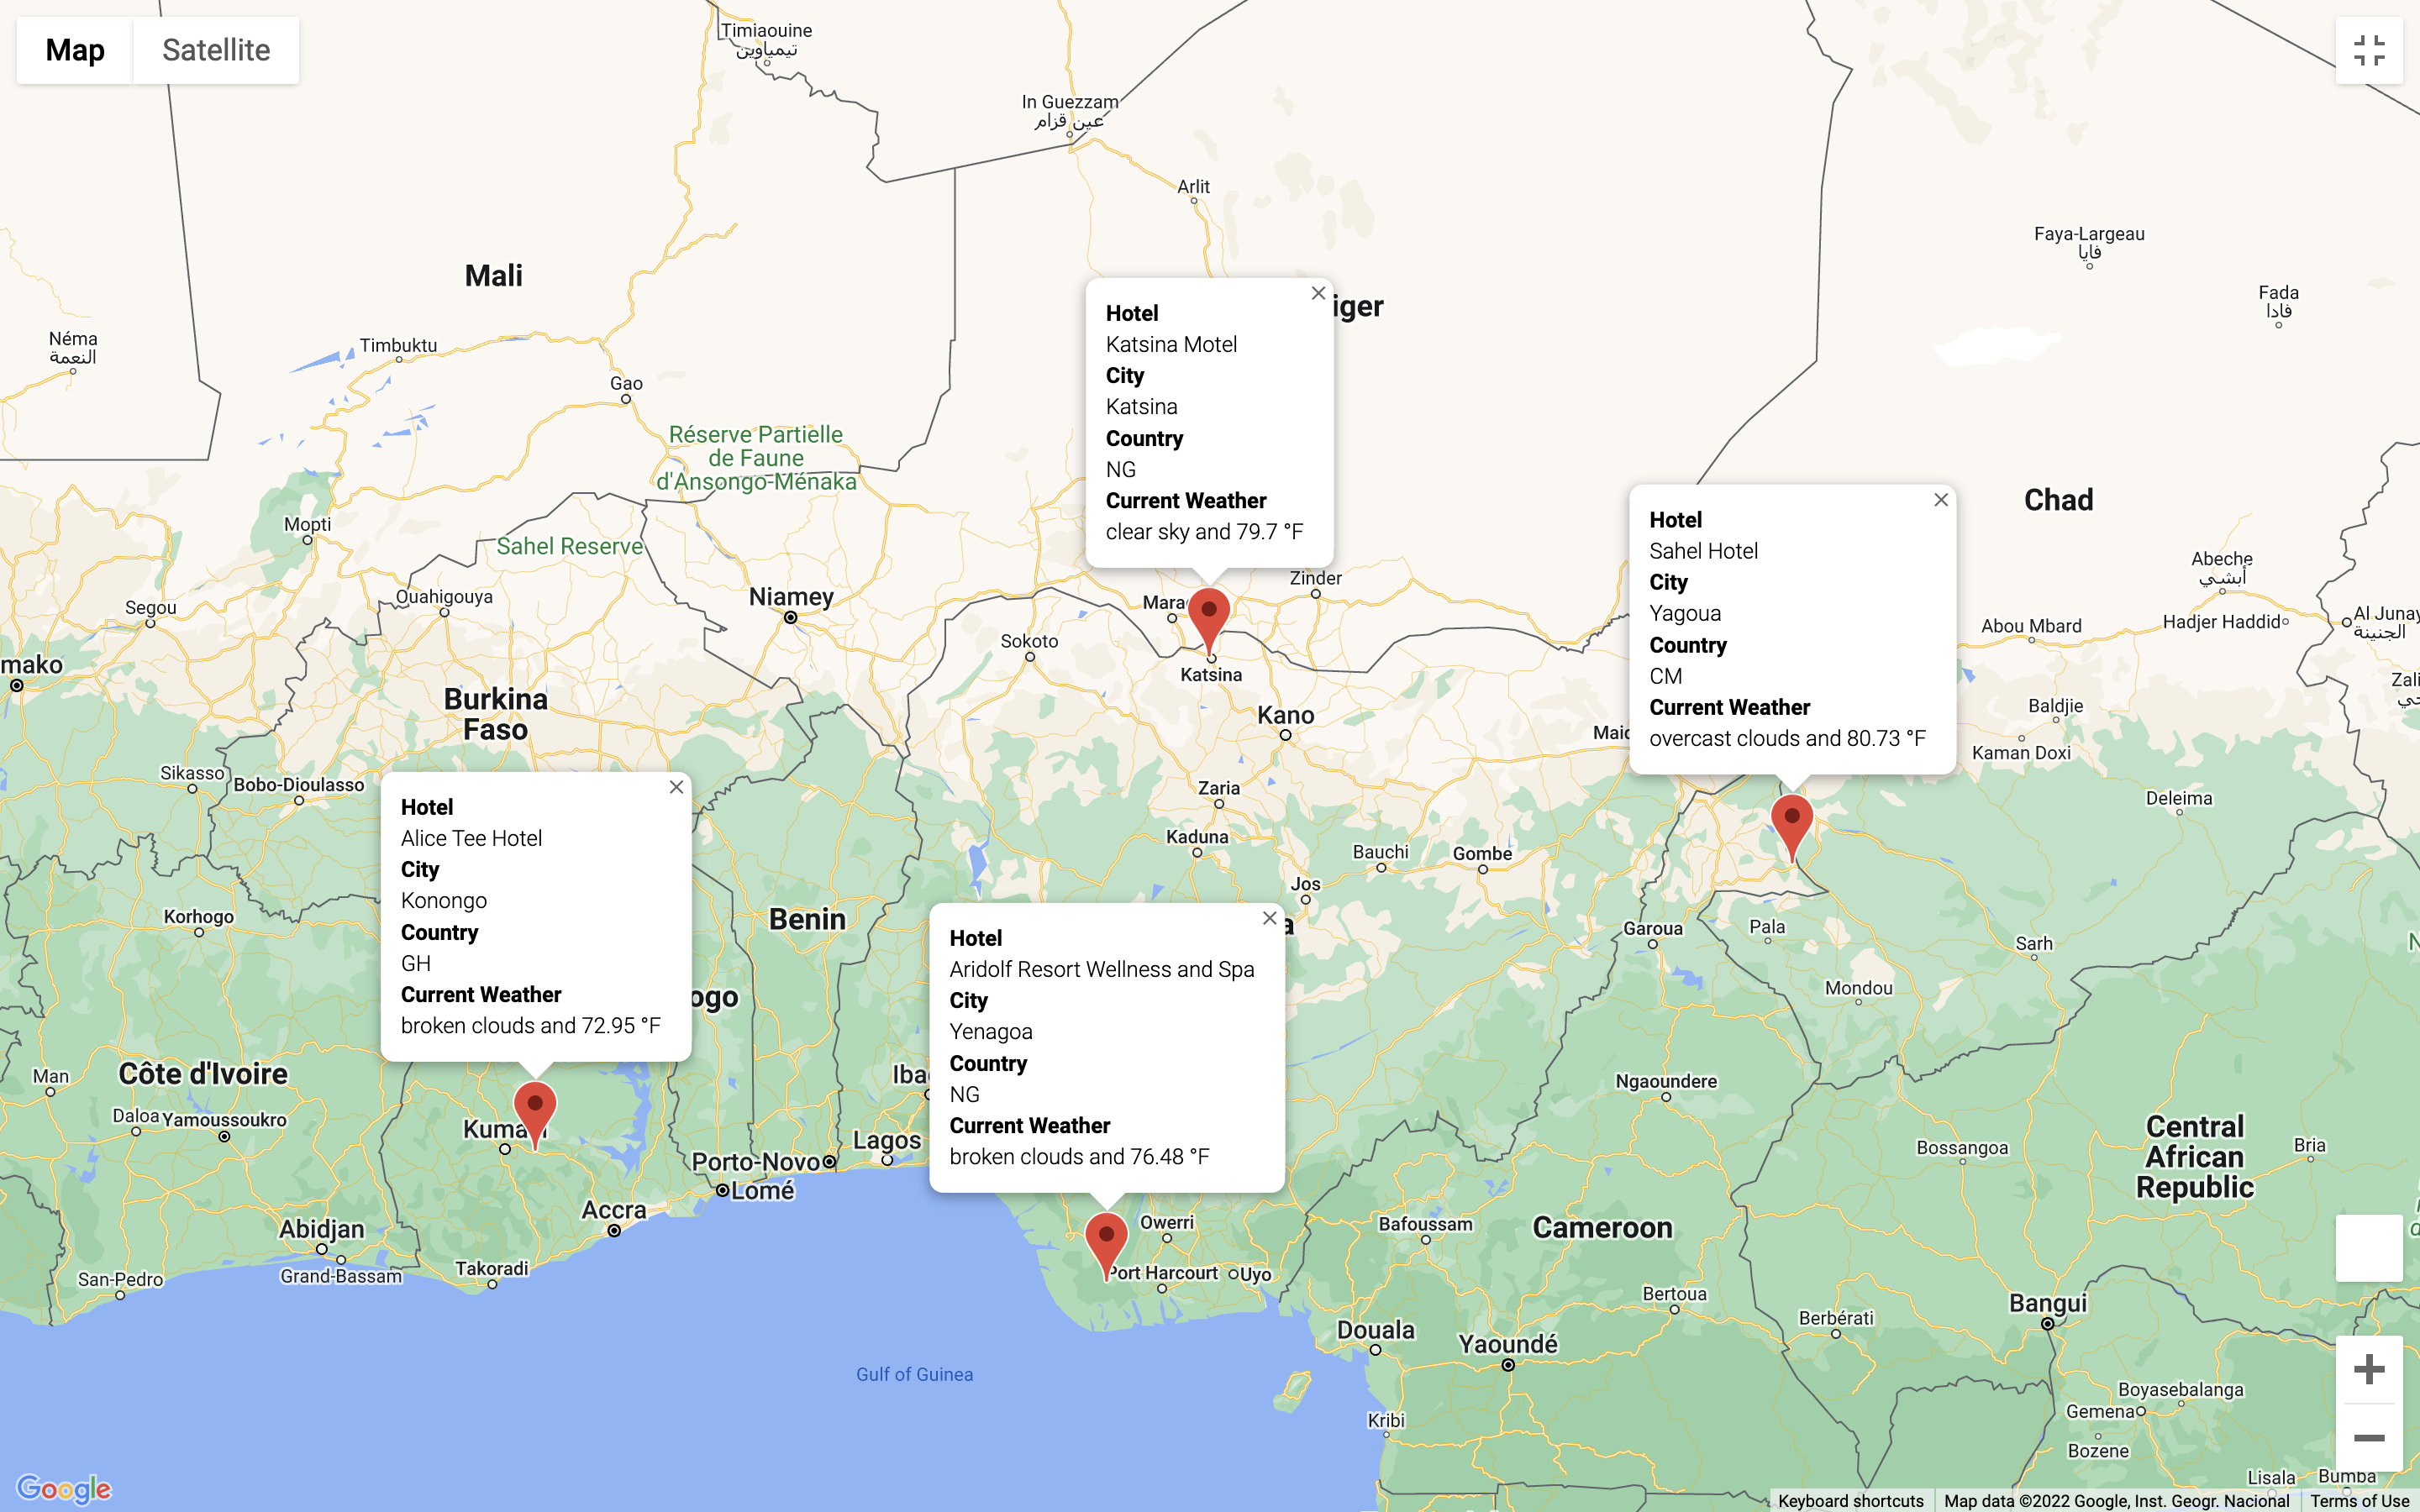 Map
Satellite
Timiaouine
تيمياوين
In Guezzam
عين قزام
Arlit
Faya-Largeau
فايا
Fada
فادا
Mali
iger
Néma
النعمة
Timbuktu
Gao
Réserve Partielle
de Faune
d'Ansongo-Ménaka
Hotel
Katsina Motel
City
Katsina
Country
NG
Current Weather
clear sky and 79.7 °F
Chad
Hotel
Sahel Hotel
City
Yagoua
Country
CM
Current Weather
overcast clouds and 80.73 °F
Mopti
Sahel Reserve
Ouahigouya
Segou
Niamey
Zinder
Mara
Sokoto
Katsina
Abeche
أبشي
Abou Mbard
Hadjer Haddid
Al Junay
الجنينة
Zali
mako
Burkina
Faso
Kano
Maid
Baldjie
Kaman Doxi
Sikasso
Bobo-Dioulasso
Zaria
Deleima
Kaduna
Bauchi
Gombe
Jos
Hotel
Alice Tee Hotel
City
Konongo
Country
GH
Current Weather
broken clouds and 72.95 °F
Korhogo
Benin
ogo
a
Garoua
Pala
Sarh
N
Mondou
Hotel
Aridolf Resort Wellness and Spa
City
Yenagoa
Country
NG
Current Weather
broken clouds and 76.48 °F
Man
Côte d'Ivoire
Daloa
Yamoussoukro
Iba
Ngaoundere
Kuma
Lagos
Porto-Novo
Lomé
Central
African
Republic
Bossangoa
Bria
Accra
Abidjan
Grand-Bassam
San-Pedro
Takoradi
Owerri
Port Harcourt
Uyo
Bafoussam
Cameroon
Bertoua
Berbérati
Bangui
Douala
Yaoundé
Gulf of Guinea
Kribi
Boyasebalanga
Gemena
Bozene
Lisala
Bumba
Google
Keyboard shortcuts
Map data ©2022 Google, Inst. Geogr. Nacional
Terms of Use